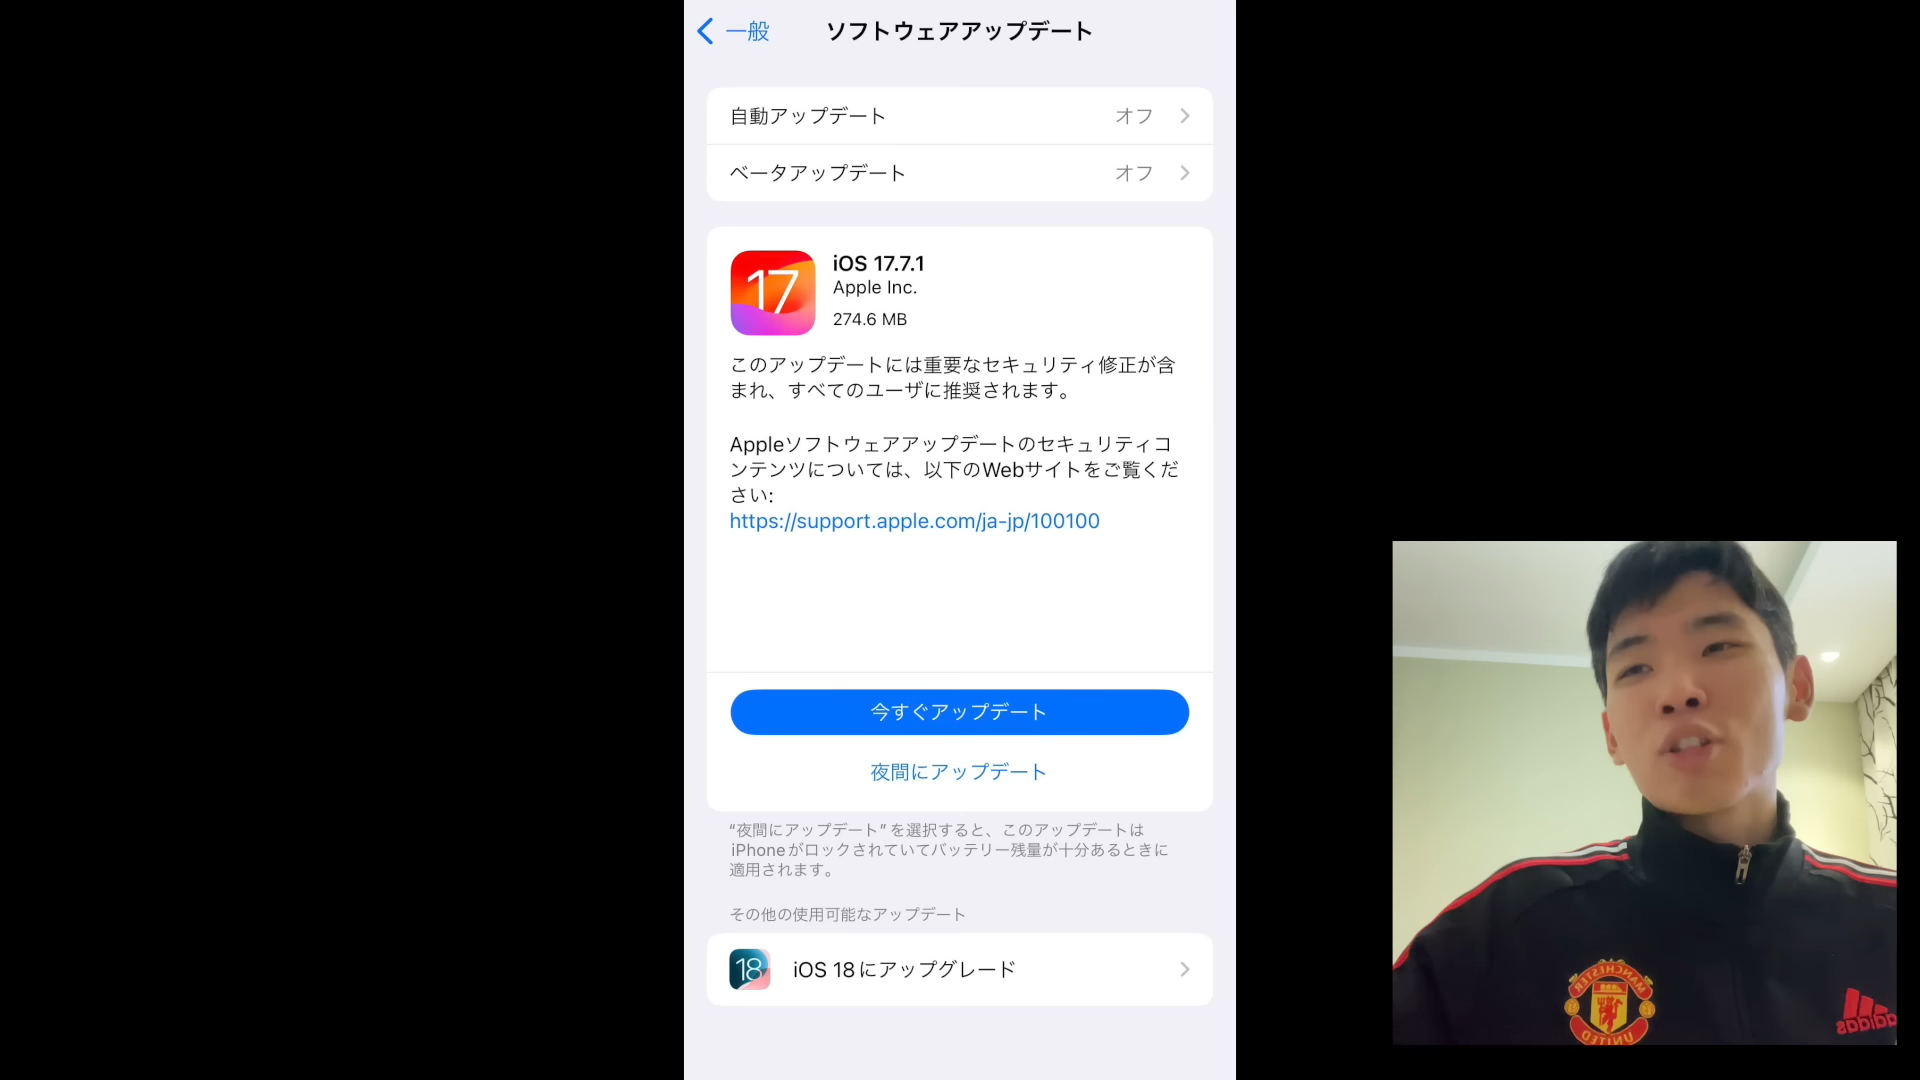 一般
ソフトウェアアップデート
自動アップデート オフ
ベータアップデート オフ
17
iOS 17.7.1
Apple Inc.
274.6 MB
このアップデートには重要なセキュリティ修正が含
まれ、すべてのユーザに推奨されます。
Appleソフトウェアアップデートのセキュリティコ
ンテンツについては、以下のWebサイトをご覧くだ
さい:
https://support.apple.com/ja-jp/100100
今すぐアップデート
夜間にアップデート
“夜間にアップデート”を選択すると、このアップデートは
iPhoneがロックされていてバッテリー残量が十分あるときに
適用されます。
その他の使用可能なアップデート
18
iOS 18にアップグレード
MANCHESTER
UNITED
adidas